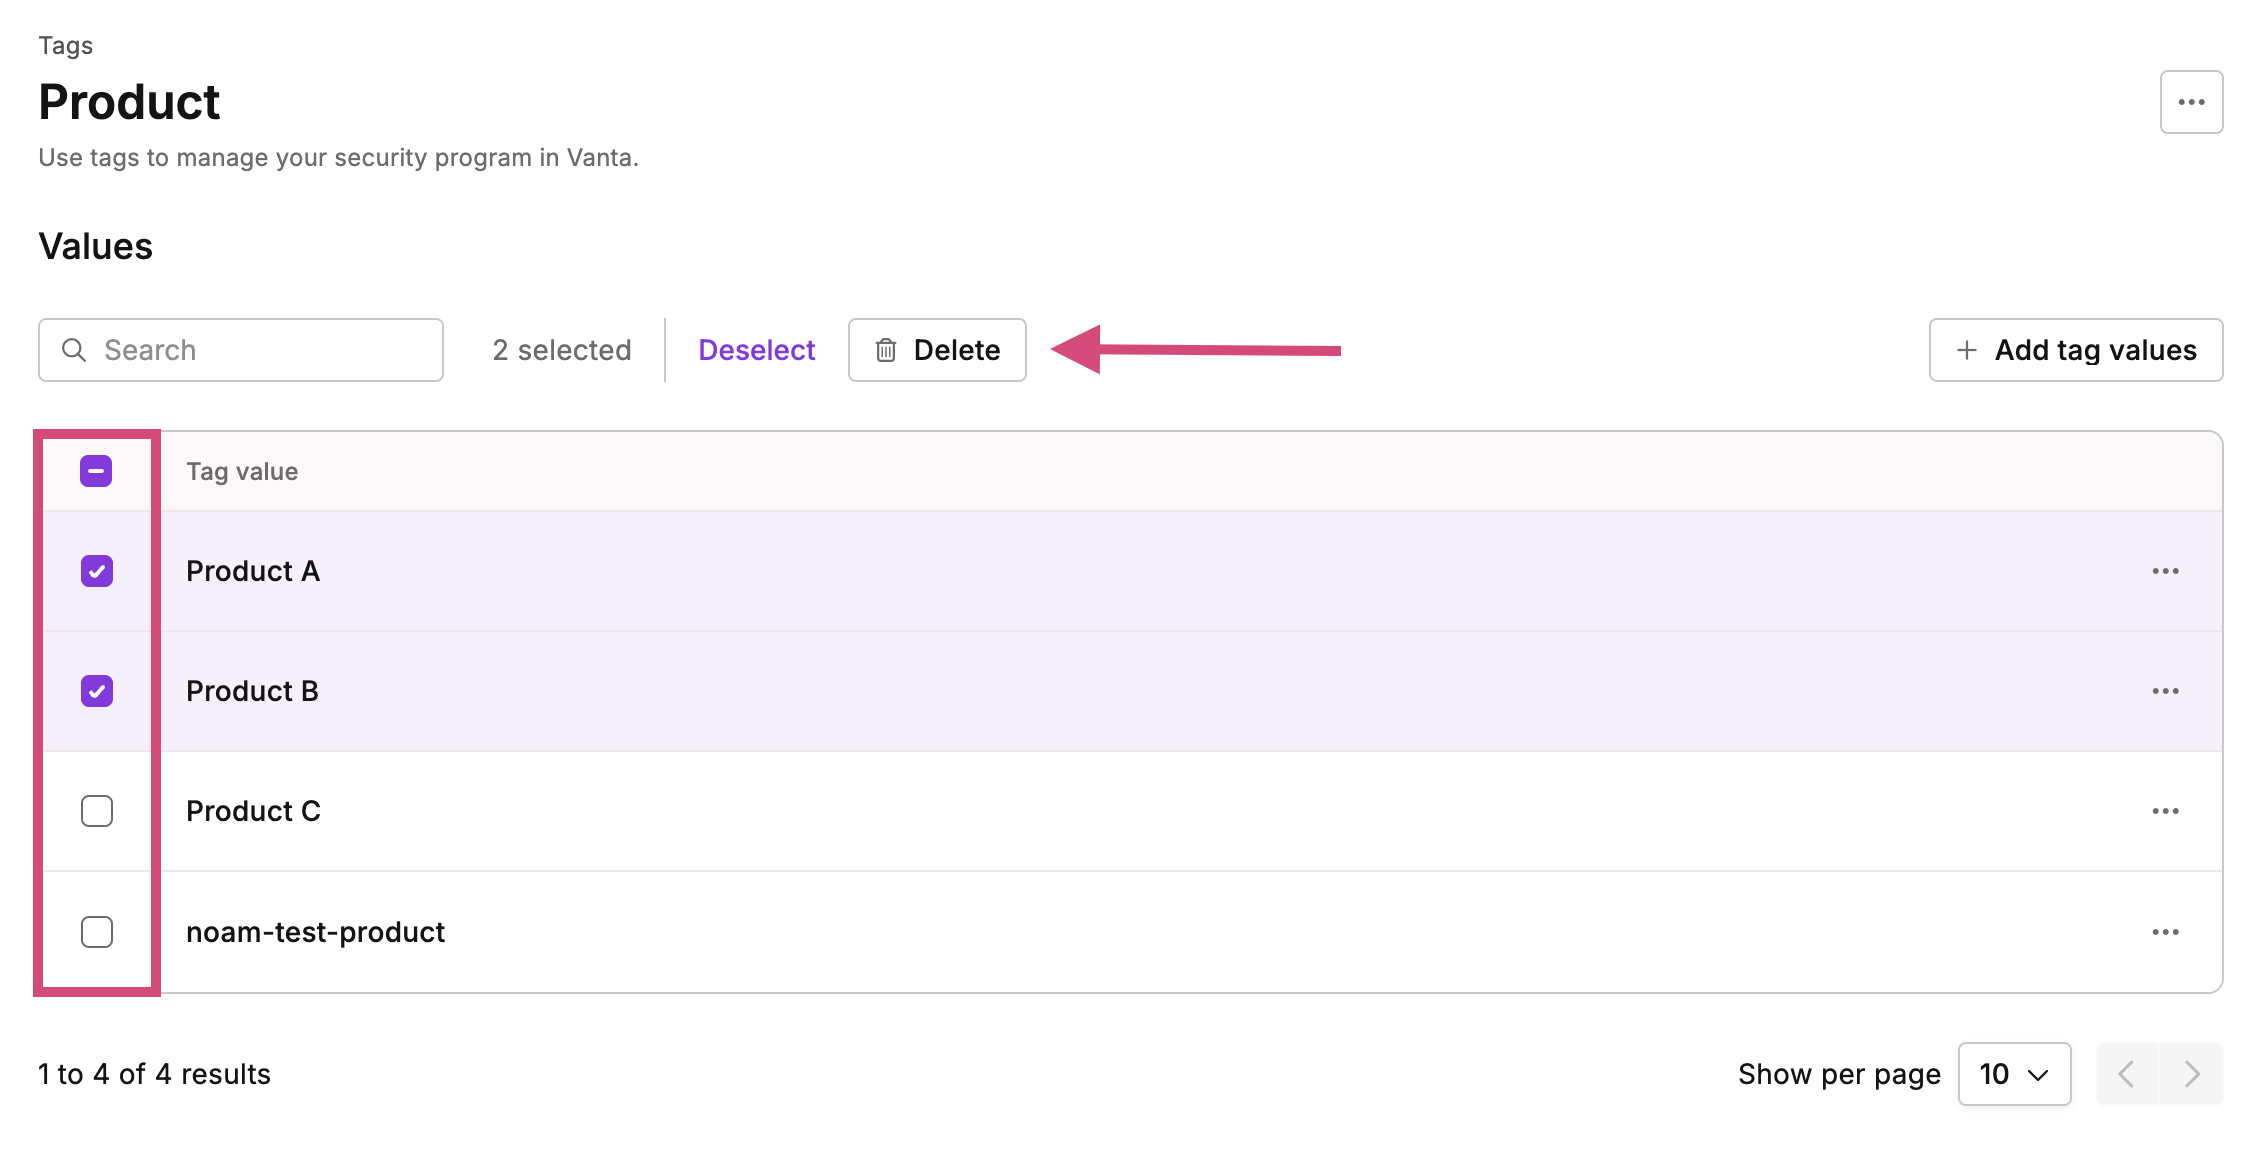 Tags
Product
Use tags to manage your security program in Vanta.
Values
Search
2 selected
Deselect
Delete
Add tag values
Tag value
Product A
Product B
Product C
noam-test-product
1 to 4 of 4 results
Show per page
10